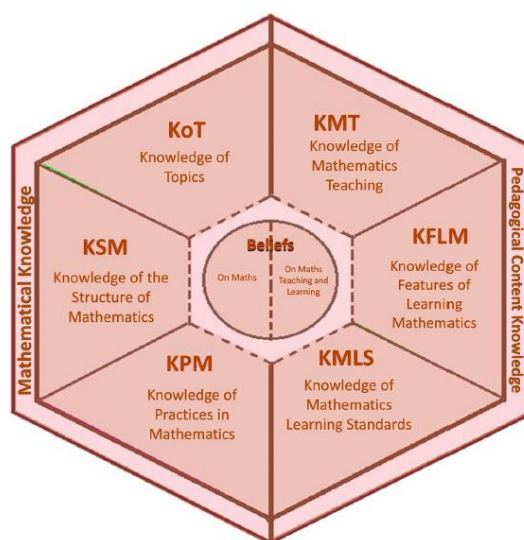 KoT
Knowledge of
Topics
KMT
Knowledge of
Mathematics
Teaching
KSM
Knowledge of the
Structure of
Mathematics
Beliefs
On Maths
On Maths
Teaching and
Learning
KFLM
Knowledge of
Features of
Learning
Mathematics
KPM
Knowledge of
Practices in
Mathematics
KMLS
Knowledge of
Mathematics
Learning Standards
Mathematical Knowledge
Pedagogical Content Knowledge